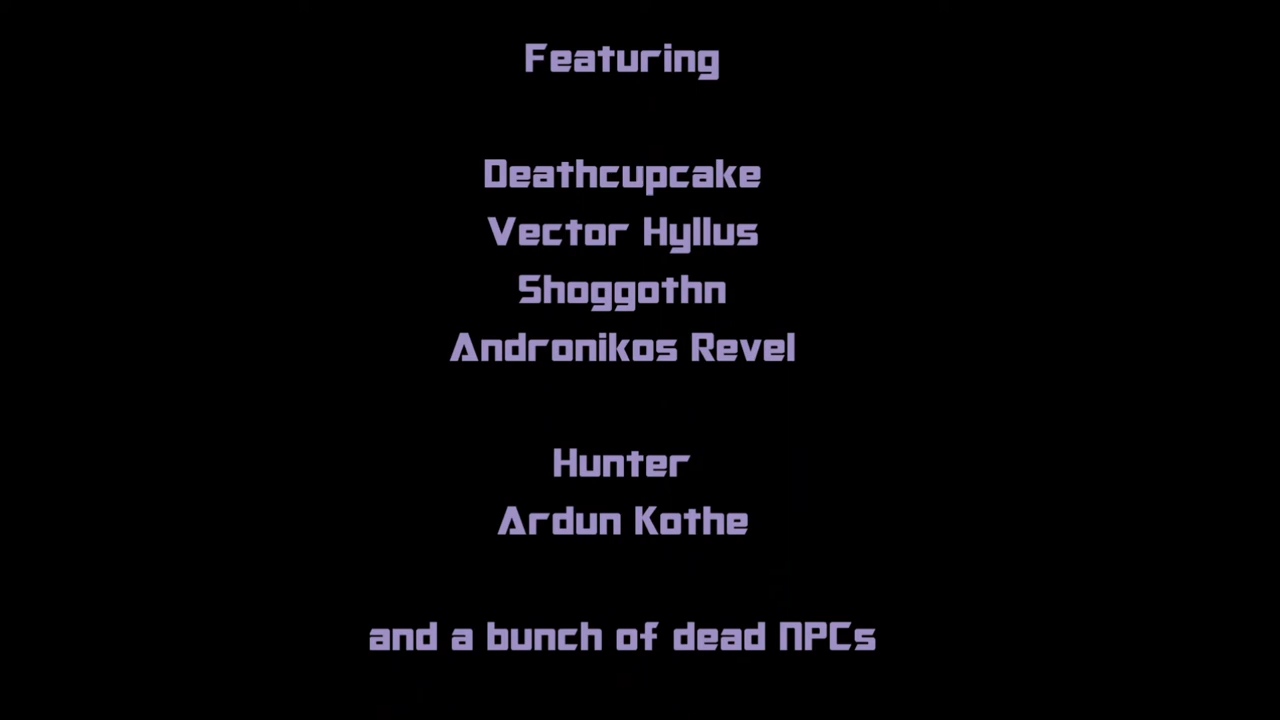 Featuring
Deathcupcake
Vector Hyllus
Shoggothn
Andronikos Revel
Hunter
Ardun Kothe
and a bunch of dead NPCs